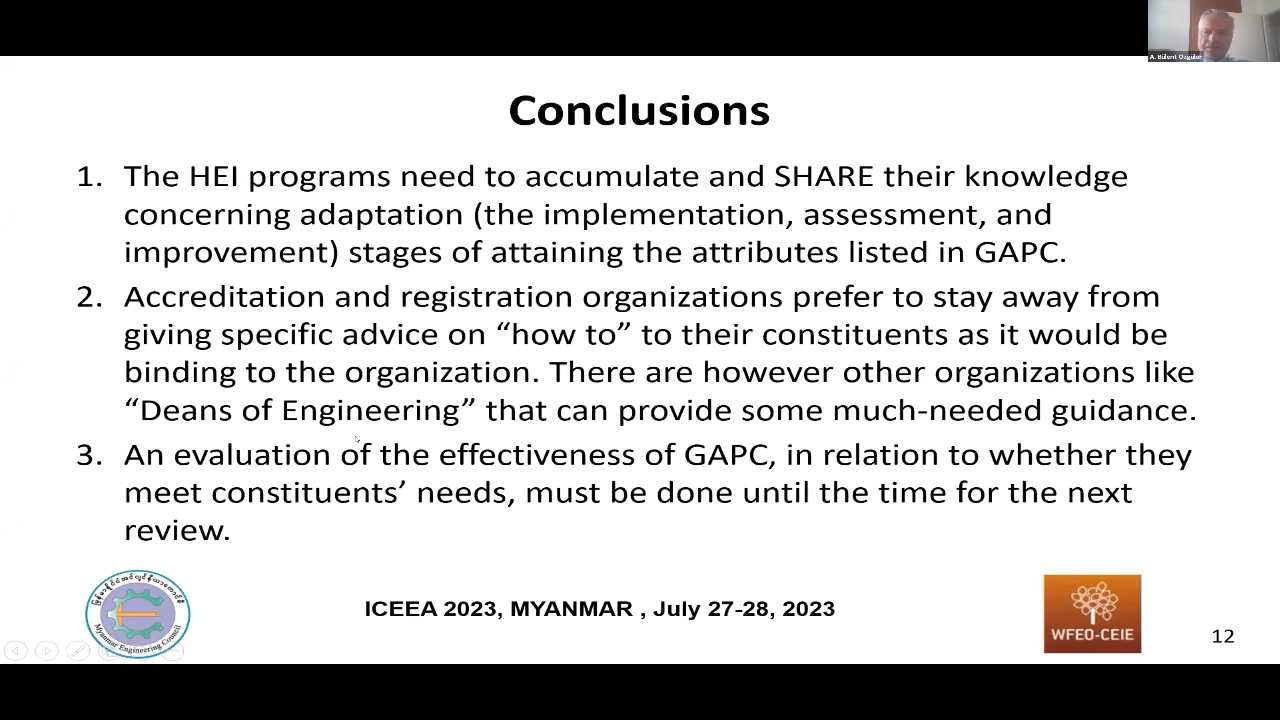 A. Bülent Özgüler
Conclusions
1. The HEI programs need to accumulate and SHARE their knowledge
concerning adaptation (the implementation, assessment, and
improvement) stages of attaining the attributes listed in GAPC.
2. Accreditation and registration organizations prefer to stay away from
giving specific advice on “how to” to their constituents as it would be
binding to the organization. There are however other organizations like
“Deans of Engineering” that can provide some much-needed guidance.
3. An evaluation of the effectiveness of GAPC, in relation to whether they
meet constituents’ needs, must be done until the time for the next
review.
Myanmar Engineering Council
ICEEA 2023, MYANMAR , July 27-28, 2023
WFEO-CEIE
12